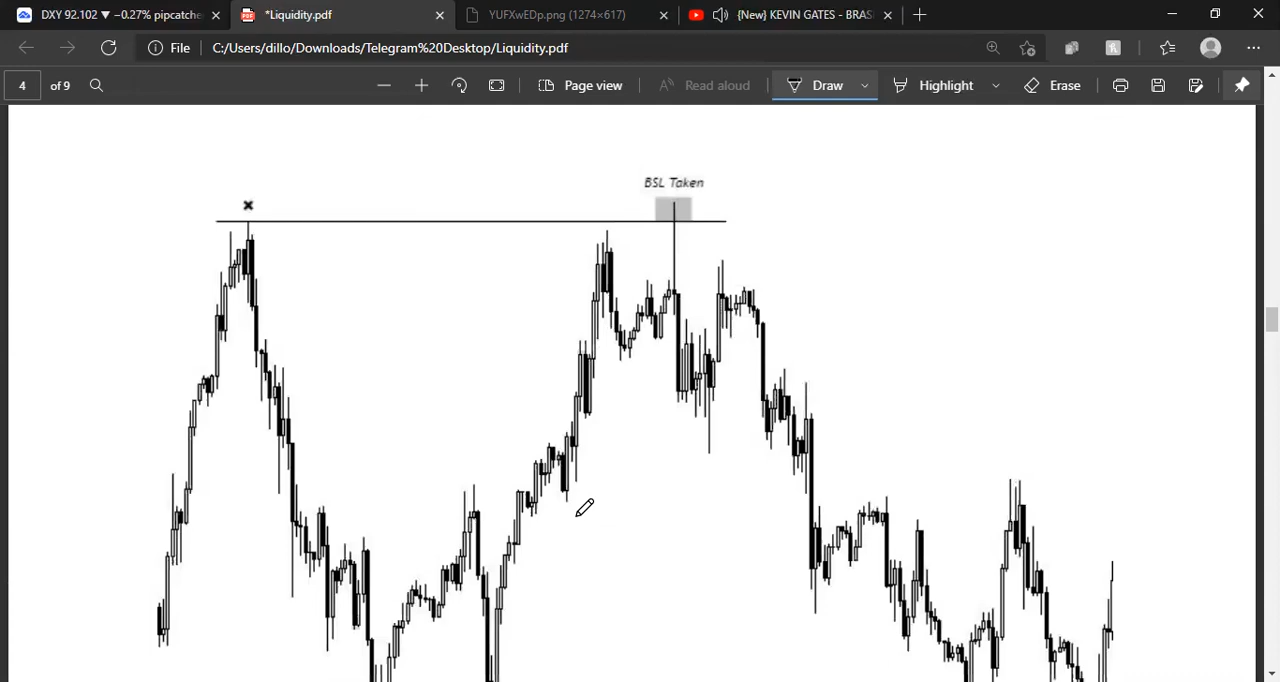 DXY 92.102 ▼ −0.27% pipcatche
*Liquidity.pdf
YUFXwEDp.png (1274×617)
{New} KEVIN GATES - BRAS
File
C:/Users/dillo/Downloads/Telegram%20Desktop/Liquidity.pdf
4 of 9
Page view
Read aloud
Draw
Highlight
Erase
BSL Taken